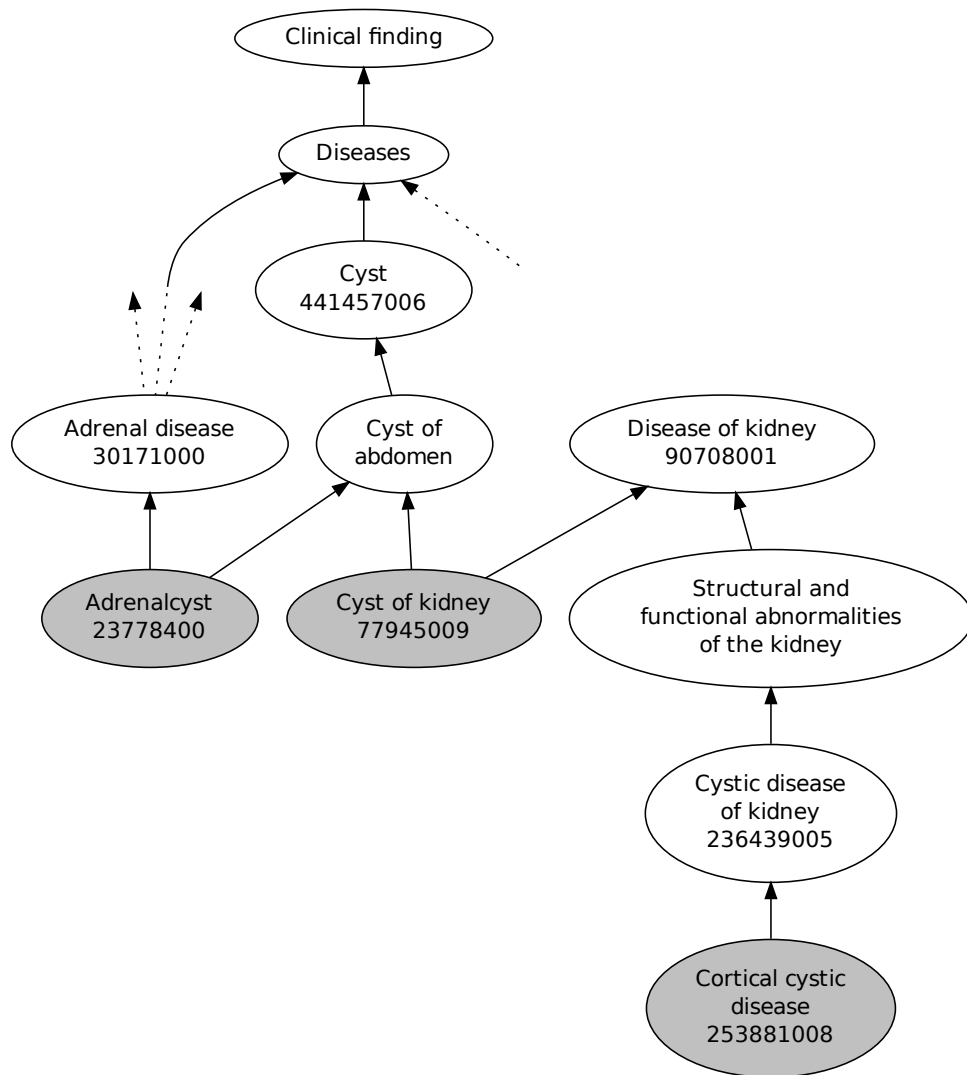 Clinical finding
Diseases
Cyst
441457006
Adrenal disease
30171000
Cyst of
abdomen
Disease of kidney
90708001
Adrenalcyst
23778400
Cyst of kidney
77945009
Structural and
functional abnormalities
of the kidney
Cystic disease
of kidney
236439005
Cortical cystic
disease
253881008